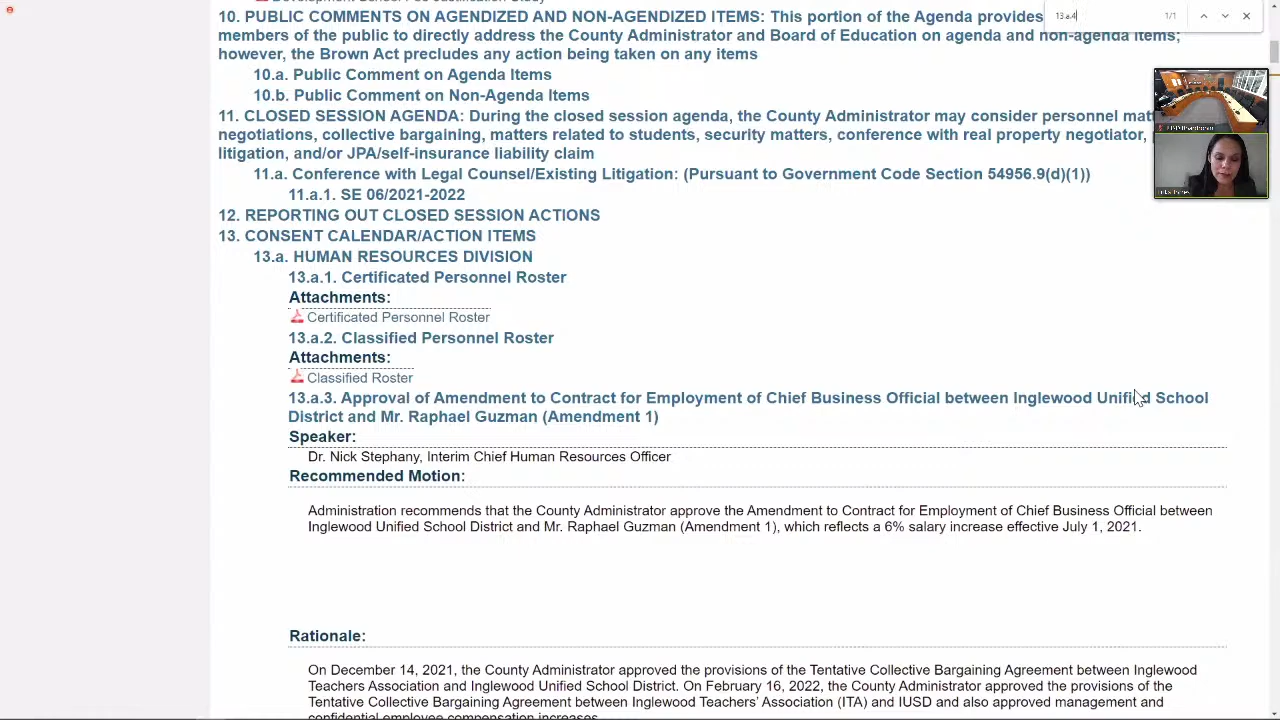 10. PUBLIC COMMENTS ON AGENDIZED AND NON-AGENDIZED ITEMS: This portion of the Agenda provides
13.a.4
1/1
members of the public to directly address the County Administrator and Board of Education on agenda and non-agenda items;
however, the Brown Act precludes any action being taken on any items
10.a. Public Comment on Agenda Items
10.b. Public Comment on Non-Agenda Items
11. CLOSED SESSION AGENDA: During the closed session agenda, the County Administrator may consider personnel
negotiations, collective bargaining, matters related to students, security matters, conference with real property negotiator,
litigation, and/or JPA/self-insurance liability claim
11.a. Conference with Legal Counsel/Existing Litigation: (Pursuant to Government Code Section 54956.9(d)(1))
11.a.1. SE 06/2021-2022
12. REPORTING OUT CLOSED SESSION ACTIONS
13. CONSENT CALENDAR/ACTION ITEMS
13.a. HUMAN RESOURCES DIVISION
13.a.1. Certificated Personnel Roster
Attachments:
Certificated Personnel Roster
13.a.2. Classified Personnel Roster
Attachments:
Classified Roster
13.a.3. Approval of Amendment to Contract for Employment of Chief Business Official between Inglewood Unified School
District and Mr. Raphael Guzman (Amendment 1)
Speaker:
Dr. Nick Stephany, Interim Chief Human Resources Officer
Recommended Motion:
Administration recommends that the County Administrator approve the Amendment to Contract for Employment of Chief Business Official between
Inglewood Unified School District and Mr. Raphael Guzman (Amendment 1), which reflects a 6% salary increase effective July 1, 2021.
Rationale:
On December 14, 2021, the County Administrator approved the provisions of the Tentative Collective Bargaining Agreement between Inglewood
Teachers Association and Inglewood Unified School District. On February 16, 2022, the County Administrator approved the provisions of the
Tentative Collective Bargaining Agreement between Inglewood Teachers' Association (ITA) and IUSD and also approved management and
confidential employee compensation increases.